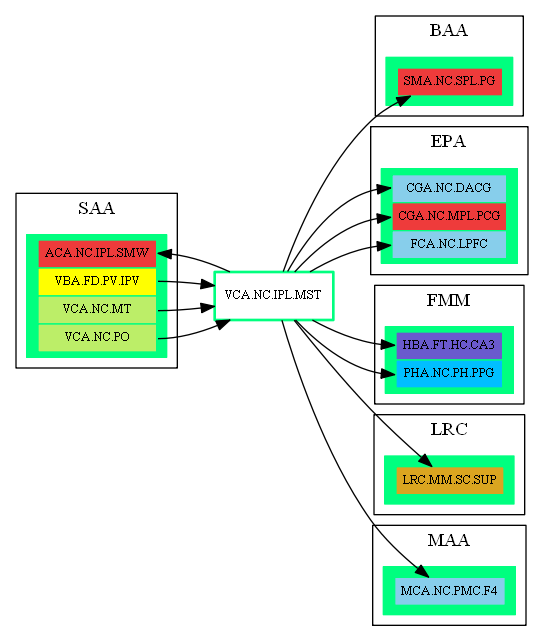 SAA
ACA.NC.IPL.SMW
VBA.FD.PV.IPV
VCA.NC.MT
VCA.NC.PO
VCA.NC.IPL.MST
BAA
SMA.NC.SPL.PG
EPA
CGA.NC.DACG
CGA.NC.MPL.PCG
FCA.NC.LPFC
FMM
HBA.FT.HC.CA3
PHA.NC.PH.PPG
LRC
LRC.MM.SC.SUP
MAA
MCA.NC.PMC.F4